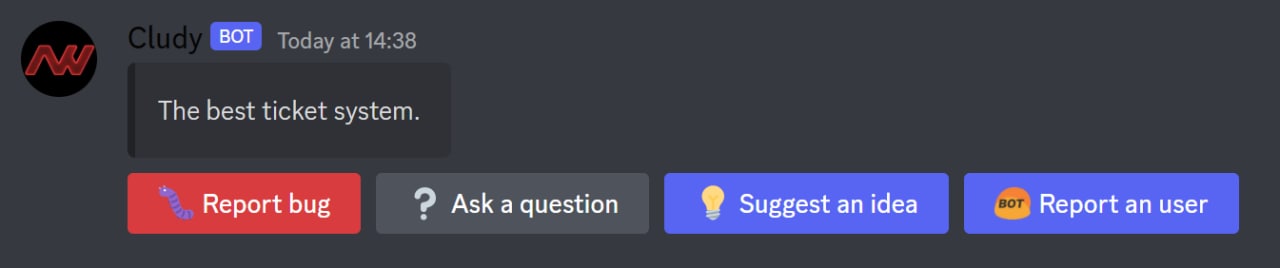 Cludy BOT Today at 14:38
The best ticket system.
Report bug
? Ask a question
Suggest an idea
BOT Report an user